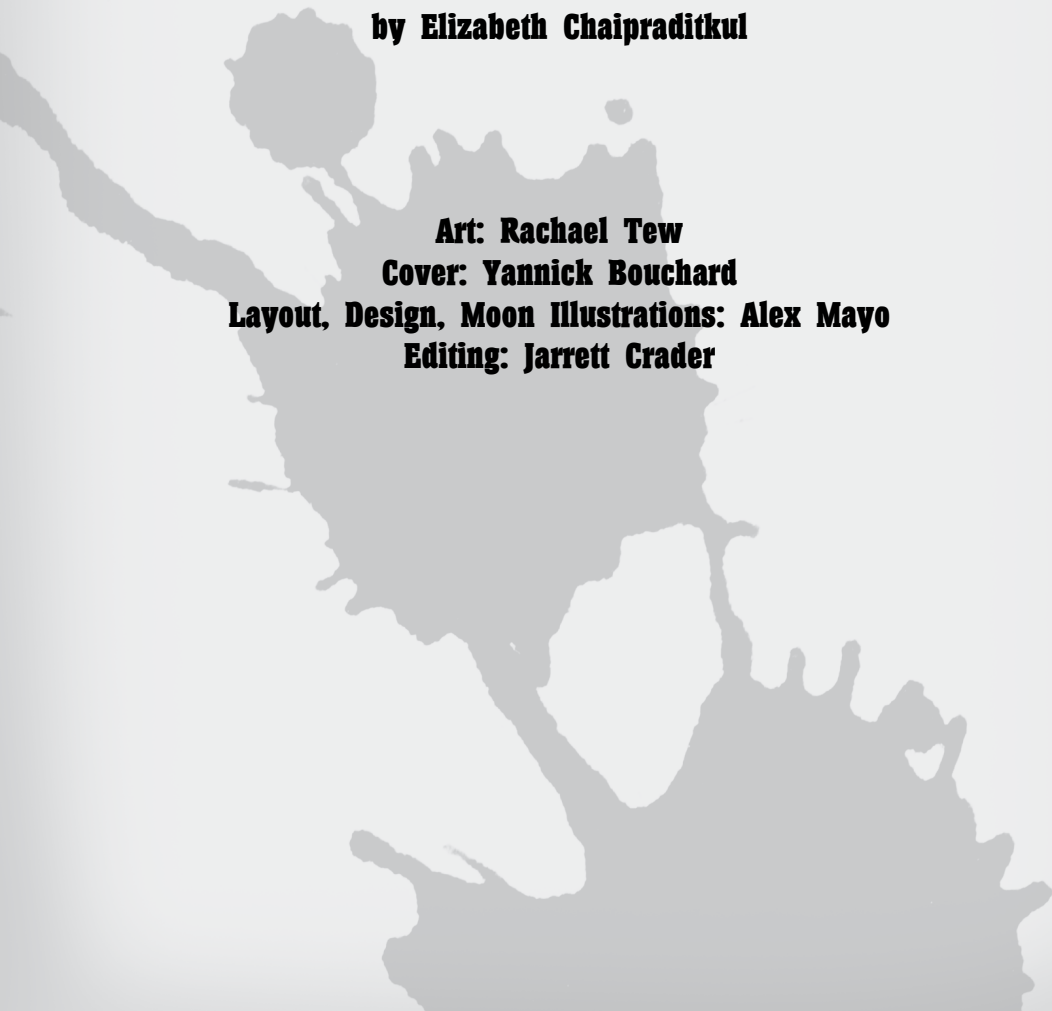 by Elizabeth Chaipraditkul
Art: Rachael Tew
Cover: Yannick Bouchard
Layout, Design, Moon Illustrations: Alex Mayo
Editing: Jarrett Crader